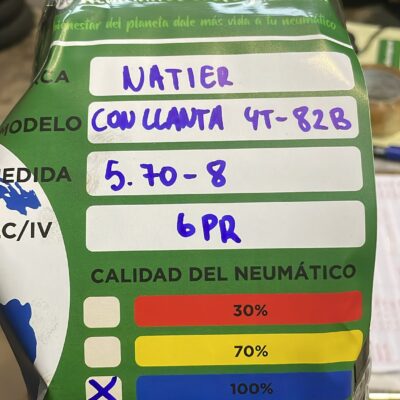 bienestar del planeta dale más vida a tu neumático
NATIER
MODELO CON LLANTA 4T-82B
EDIDA 5.70-8
C/IV 6PR
CALIDAD DEL NEUMÁTICO
30%
70%
X 100%